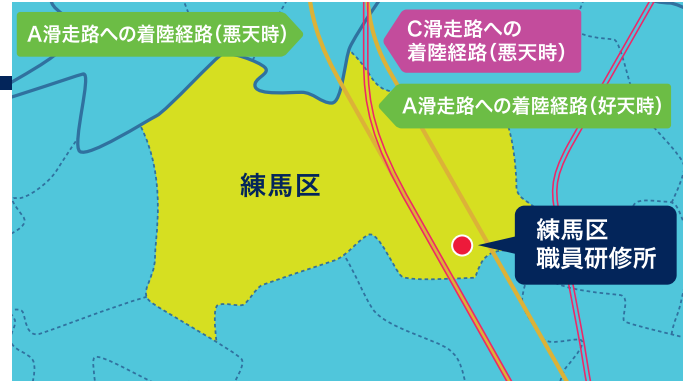 A滑走路への着陸経路（悪天時）
C滑走路への
着陸経路（悪天時）
A滑走路への着陸経路（好天時）
練馬区
練馬区
職員研修所